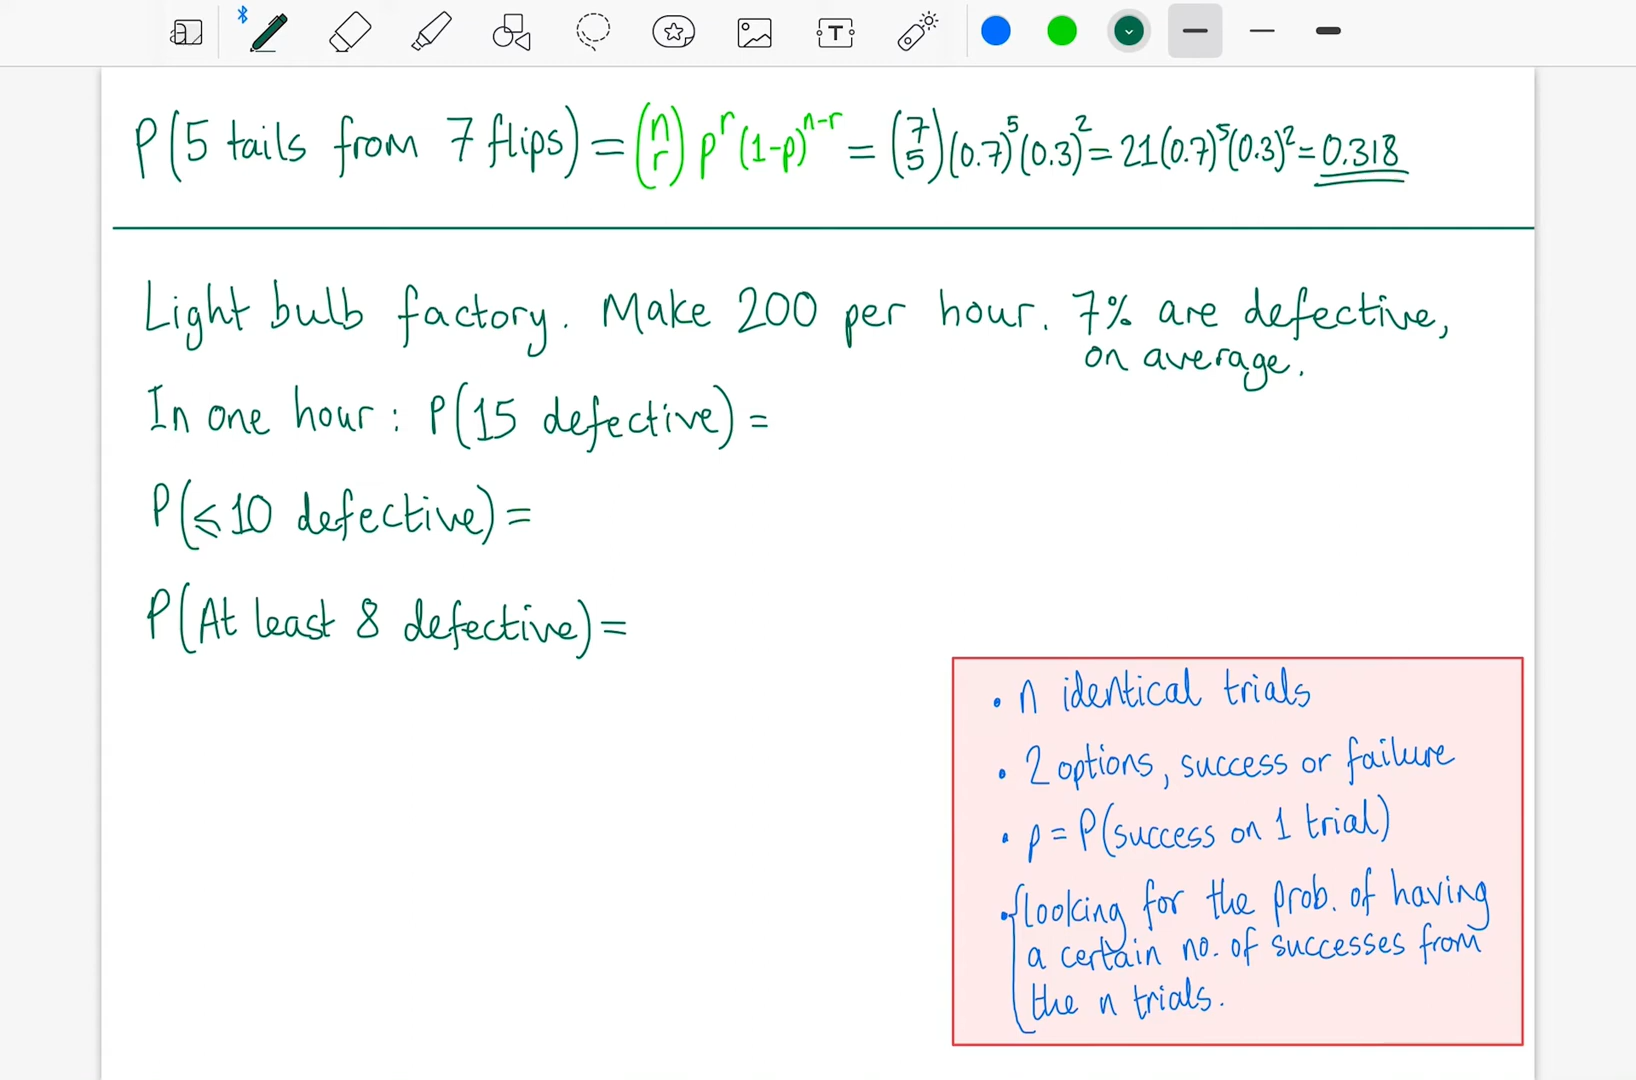 P(5 tails from 7 flips) = (n r) p^r (1-p)^{n-r} = (7 5)(0.7)^5(0.3)^2 = 21(0.7)^5(0.3)^2 = 0.318
Light bulb factory. Make 200 per hour. 7% are defective,
on average.
In one hour: P(15 defective) =
P(≤10 defective) =
P(At least 8 defective) =
• n identical trials
• 2 options, success or failure
• p = P(success on 1 trial)
• {looking for the prob. of having
a certain no. of successes from
the n trials.
T